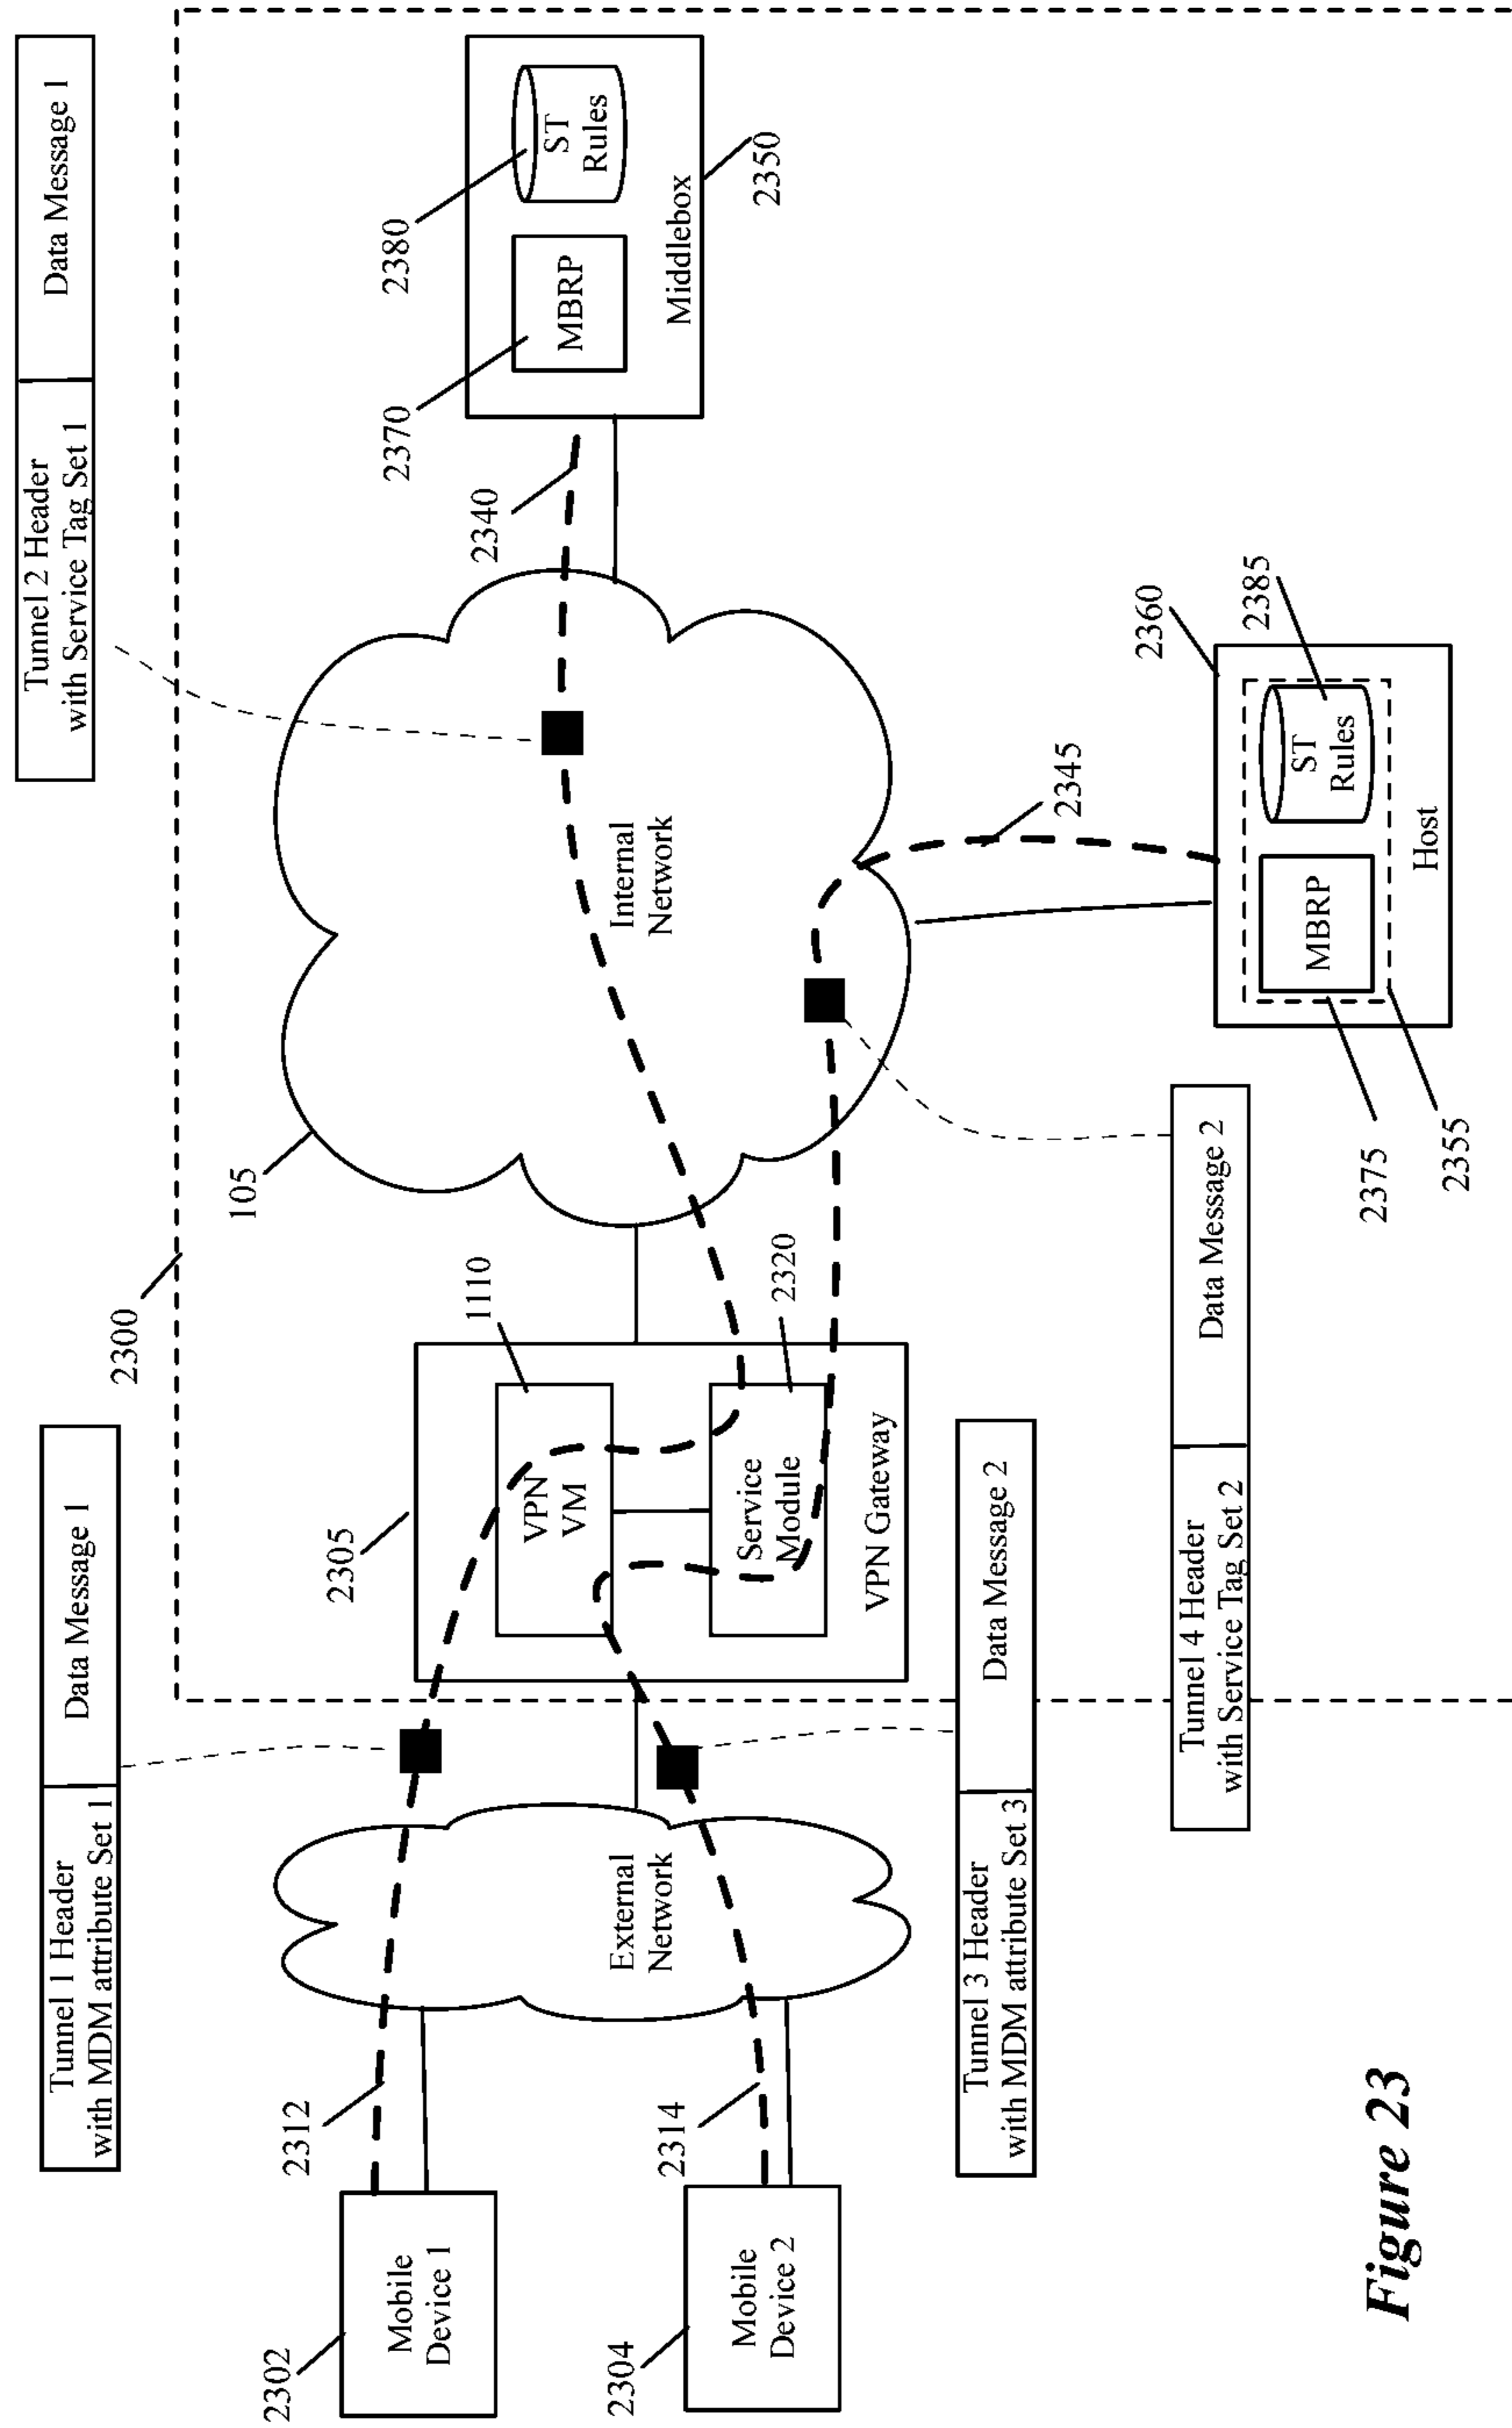 Tunnel 1 Header
with MDM attribute Set 1
Data Message 1
Tunnel 2 Header
with Service Tag Set 1
Data Message 1
2300
2302
Mobile
Device 1
2312
2304
Mobile
Device 2
2314
External
Network
2305
VPN
VM
1110
Service
Module
2320
VPN Gateway
105
Internal
Network
2340
2370
2380
MBRP
ST
Rules
Middlebox
2350
2345
2360
2385
MBRP
ST
Rules
Host
2375
2355
Tunnel 3 Header
with MDM attribute Set 3
Data Message 2
Tunnel 4 Header
with Service Tag Set 2
Data Message 2
Figure 23